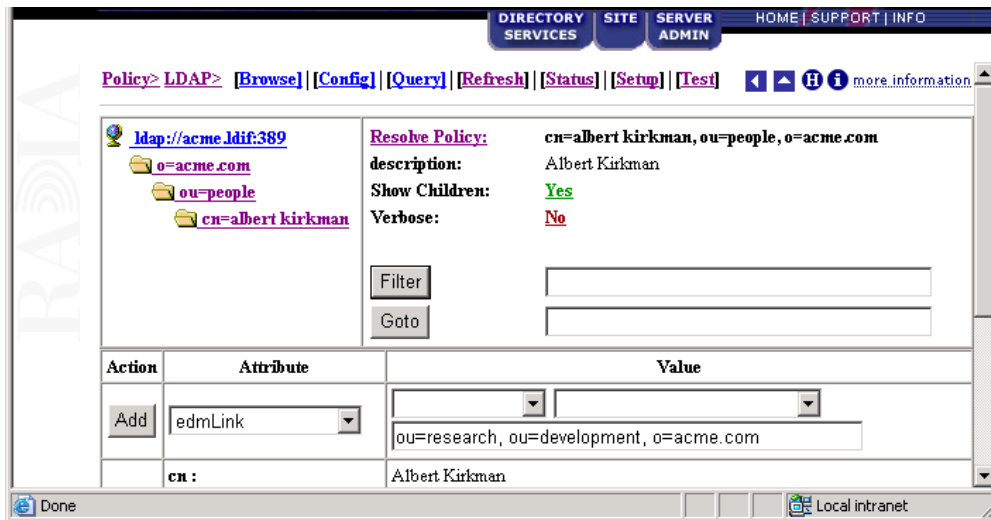 DIRECTORY SERVICES SITE SERVER ADMIN HOME | SUPPORT | INFO
Policy> LDAP> [Browse] | [Config] | [Query] | [Refresh] | [Status] | [Setup] | [Test] H i more information
ldap://acme.ldif:389
o=acme.com
ou=people
cn=albert kirkman
Resolve Policy: cn=albert kirkman, ou=people, o=acme.com
description: Albert Kirkman
Show Children: Yes
Verbose: No
Filter
Goto
RADIA
Action Attribute Value
Add edmLink
ou=research, ou=development, o=acme.com
cn : Albert Kirkman
Done Local intranet